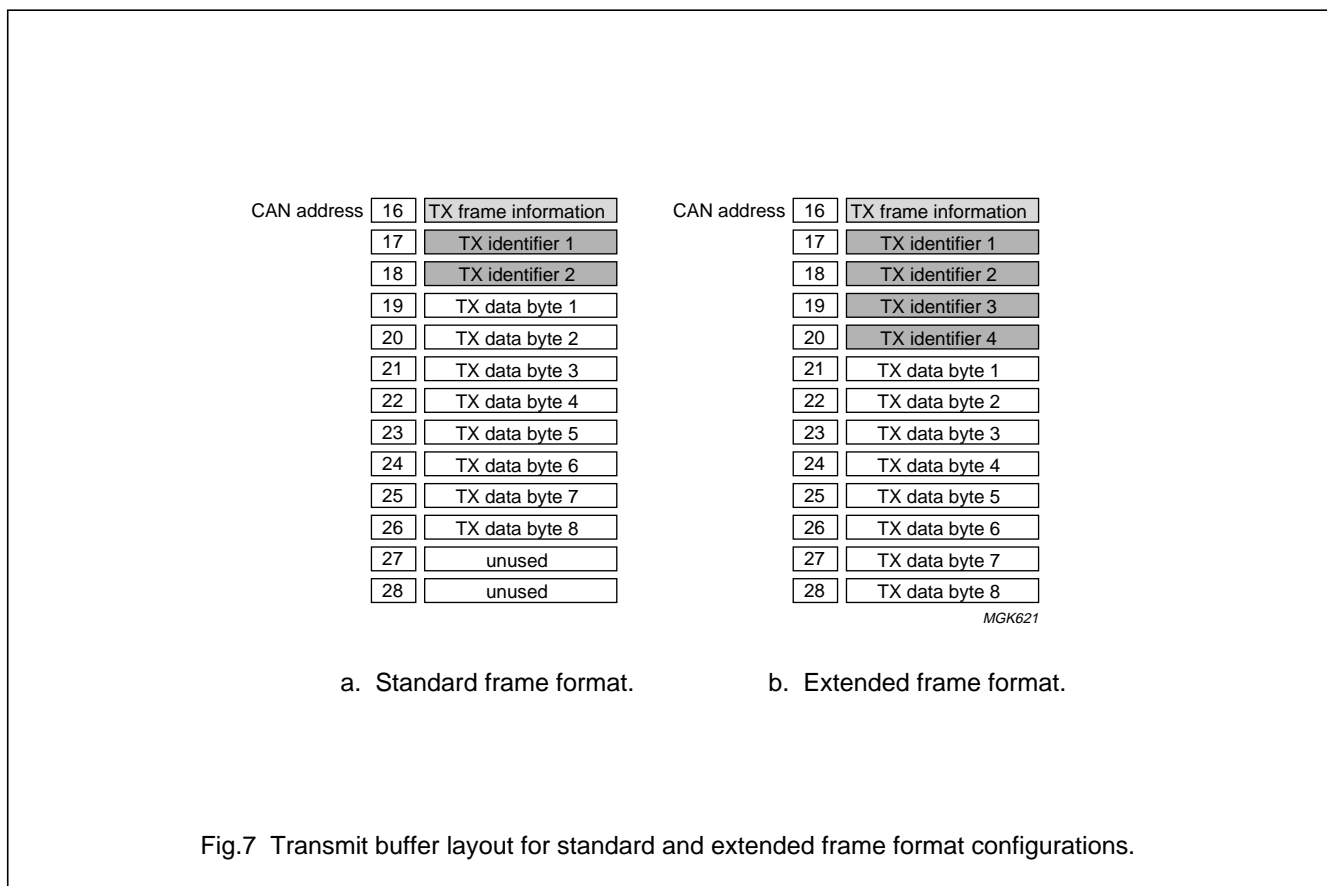 CAN address 16 TX frame information
17 TX identifier 1
18 TX identifier 2
19 TX data byte 1
20 TX data byte 2
21 TX data byte 3
22 TX data byte 4
23 TX data byte 5
24 TX data byte 6
25 TX data byte 7
26 TX data byte 8
27 unused
28 unused
a. Standard frame format.
CAN address 16 TX frame information
17 TX identifier 1
18 TX identifier 2
19 TX identifier 3
20 TX identifier 4
21 TX data byte 1
22 TX data byte 2
23 TX data byte 3
24 TX data byte 4
25 TX data byte 5
26 TX data byte 6
27 TX data byte 7
28 TX data byte 8
MGK621
b. Extended frame format.
Fig.7 Transmit buffer layout for standard and extended frame format configurations.